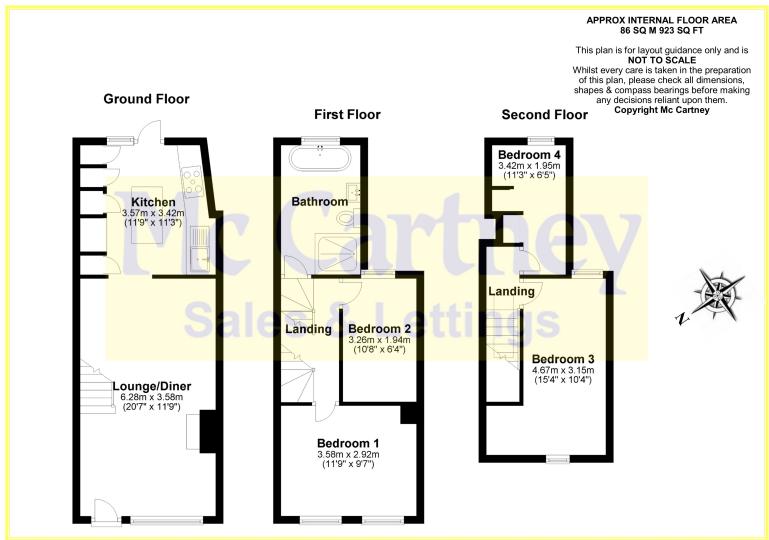 APPROX INTERNAL FLOOR AREA
86 SQ M 923 SQ FT
This plan is for layout guidance only and is
NOT TO SCALE
Whilst every care is taken in the preparation
of this plan, please check all dimensions,
shapes & compass bearings before making
any decisions reliant upon them.
Copyright Mc Cartney
Ground Floor
First Floor
Second Floor
Kitchen
3.57m x 3.42m
(11'9" x 11'3")
Lounge/Diner
6.28m x 3.58m
(20'7" x 11'9")
Bathroom
Landing
Bedroom 2
3.26m x 1.94m
(10'8" x 6'4")
Bedroom 1
3.58m x 2.92m
(11'9" x 9'7")
Bedroom 4
3.42m x 1.95m
(11'3" x 6'5")
Landing
Bedroom 3
4.67m x 3.15m
(15'4" x 10'4")
Mc Cartney
Sales & Lettings
N